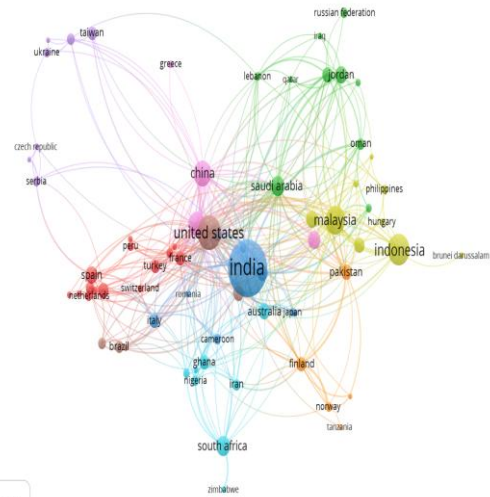 russian federation
taiwan
iran
ukraine
greece
lebanon
qatar
jordan
czech republic
oman
china
serbia
saudi arabia
philippines
malaysia
hungary
united states
peru
indonesia
france
brunei darussalam
turkey
india
spain
pakistan
switzerland
netherlands
romania
australia
japan
italy
cameroon
brazil
ghana
finland
nigeria
iran
norway
tanzania
south africa
zimbabwe